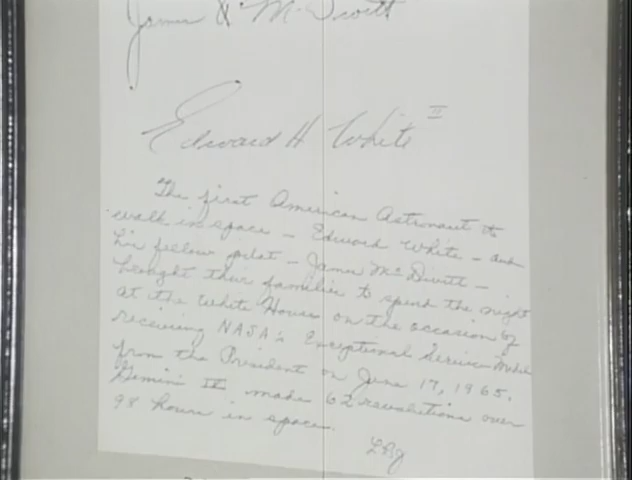 James A. McDivitt
Edward H White II
The first American Astronaut to
walk in space – Edward White – and
his fellow pilot – James McDivitt –
brought their families to spend the night
at the White House on the occasion of
receiving NASA's Exceptional Service Medal
from the President on June 17, 1965.
Gemini IV made 62 revolutions over
98 hours in space.
LBJ